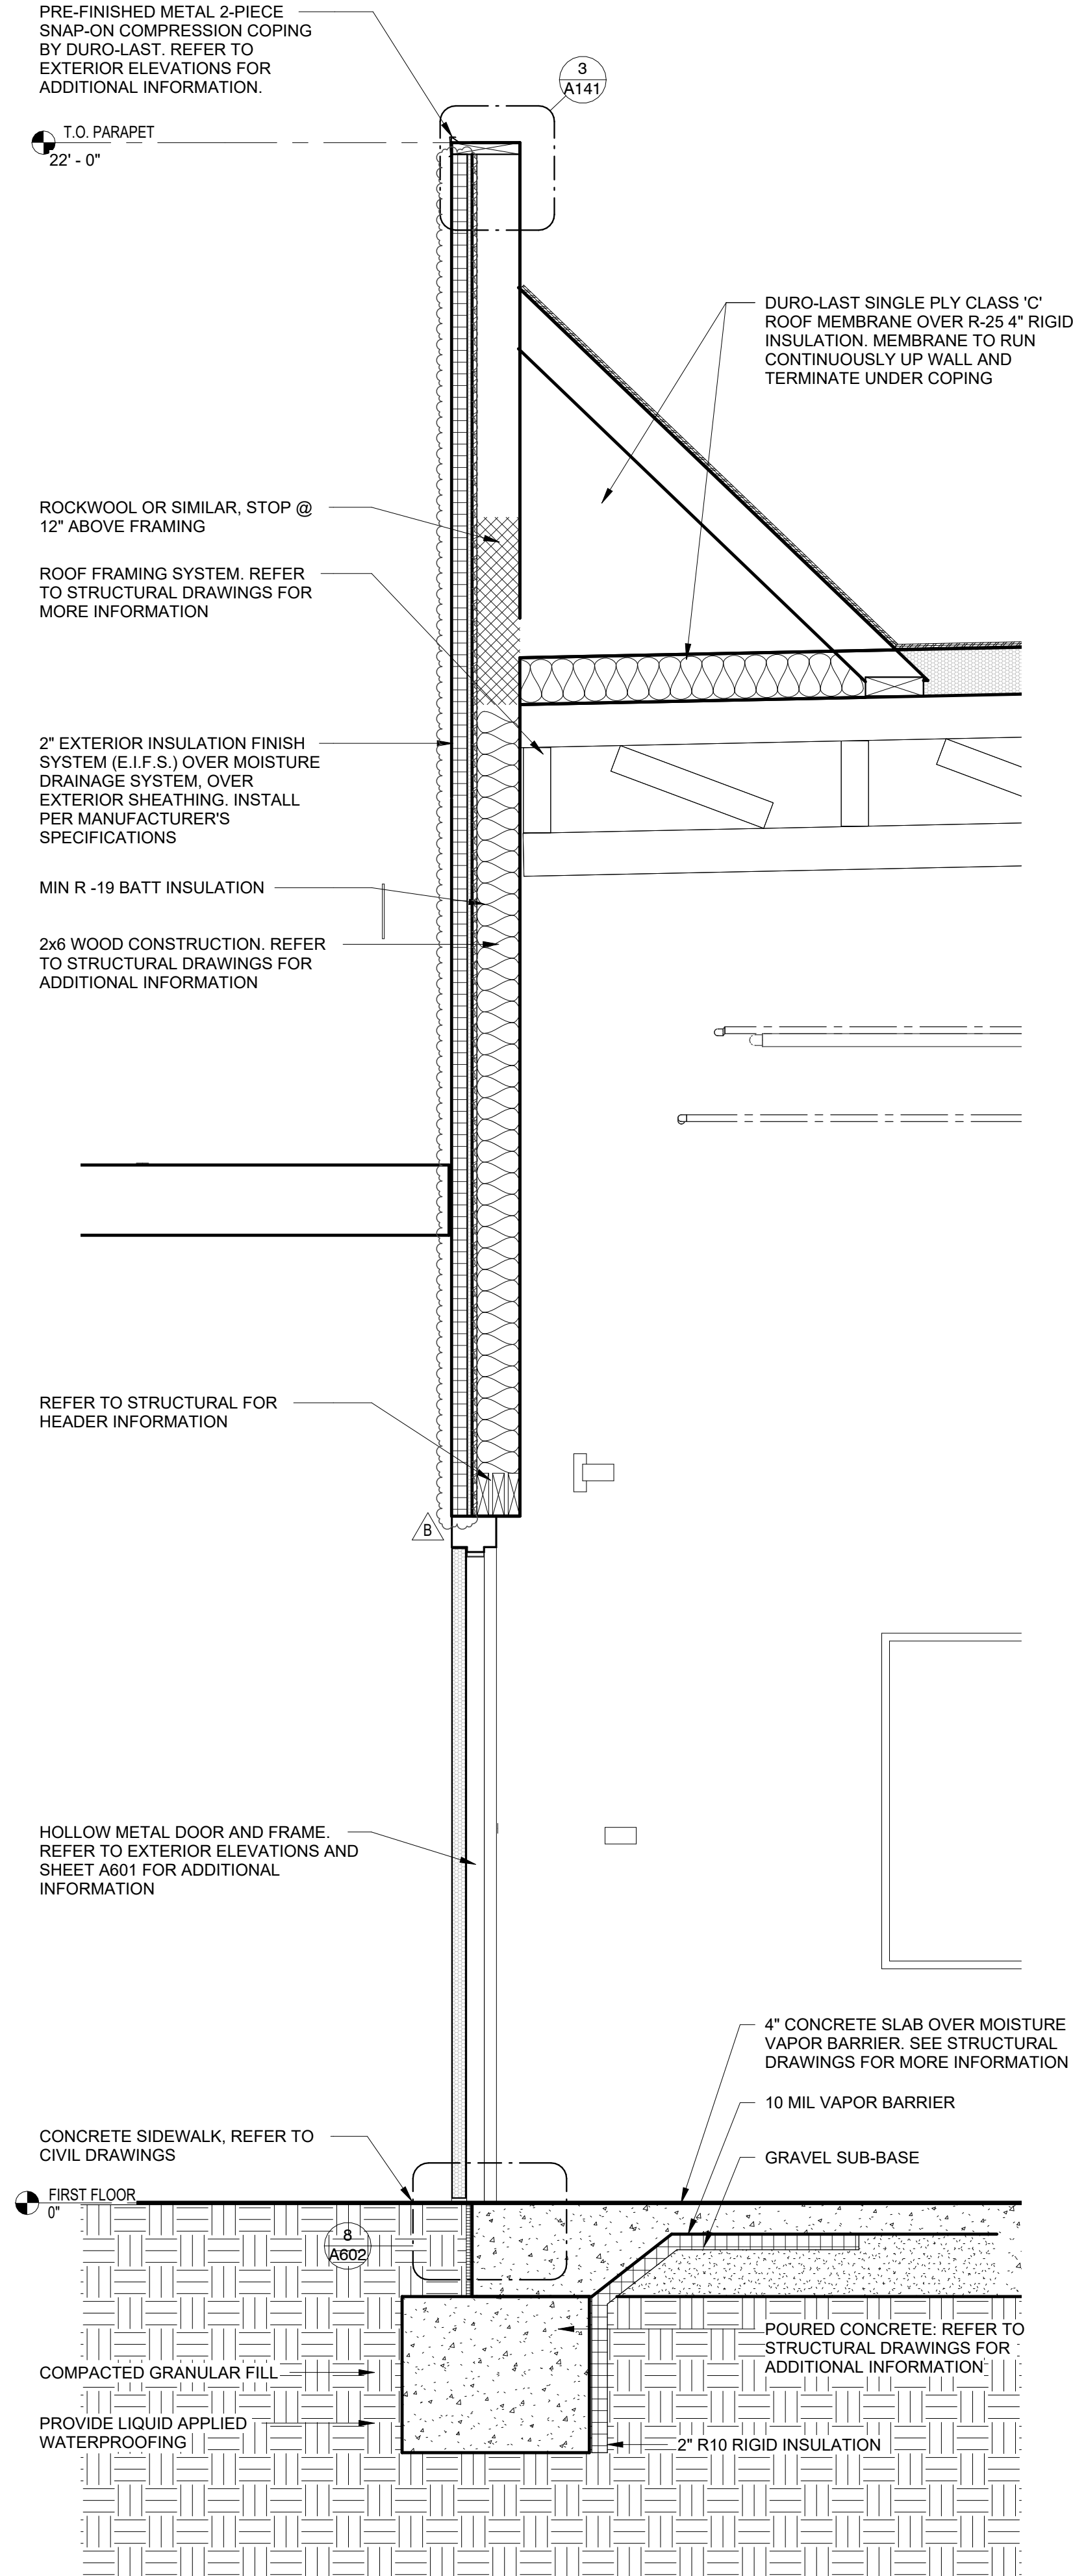 PRE-FINISHED METAL 2-PIECE
SNAP-ON COMPRESSION COPING
BY DURO-LAST. REFER TO
EXTERIOR ELEVATIONS FOR
ADDITIONAL INFORMATION.
3
A141
T.O. PARAPET
22' - 0"
DURO-LAST SINGLE PLY CLASS 'C'
ROOF MEMBRANE OVER R-25 4" RIGID
INSULATION. MEMBRANE TO RUN
CONTINUOUSLY UP WALL AND
TERMINATE UNDER COPING
ROCKWOOL OR SIMILAR, STOP @
12" ABOVE FRAMING
ROOF FRAMING SYSTEM. REFER
TO STRUCTURAL DRAWINGS FOR
MORE INFORMATION
2" EXTERIOR INSULATION FINISH
SYSTEM (E.I.F.S.) OVER MOISTURE
DRAINAGE SYSTEM, OVER
EXTERIOR SHEATHING. INSTALL
PER MANUFACTURER'S
SPECIFICATIONS
MIN R -19 BATT INSULATION
2x6 WOOD CONSTRUCTION. REFER
TO STRUCTURAL DRAWINGS FOR
ADDITIONAL INFORMATION
REFER TO STRUCTURAL FOR
HEADER INFORMATION
B
HOLLOW METAL DOOR AND FRAME.
REFER TO EXTERIOR ELEVATIONS AND
SHEET A601 FOR ADDITIONAL
INFORMATION
4" CONCRETE SLAB OVER MOISTURE
VAPOR BARRIER. SEE STRUCTURAL
DRAWINGS FOR MORE INFORMATION
10 MIL VAPOR BARRIER
CONCRETE SIDEWALK, REFER TO
CIVIL DRAWINGS
GRAVEL SUB-BASE
FIRST FLOOR
0"
8
A602
POURED CONCRETE: REFER TO
STRUCTURAL DRAWINGS FOR
ADDITIONAL INFORMATION
COMPACTED GRANULAR FILL
PROVIDE LIQUID APPLIED
WATERPROOFING
2" R10 RIGID INSULATION